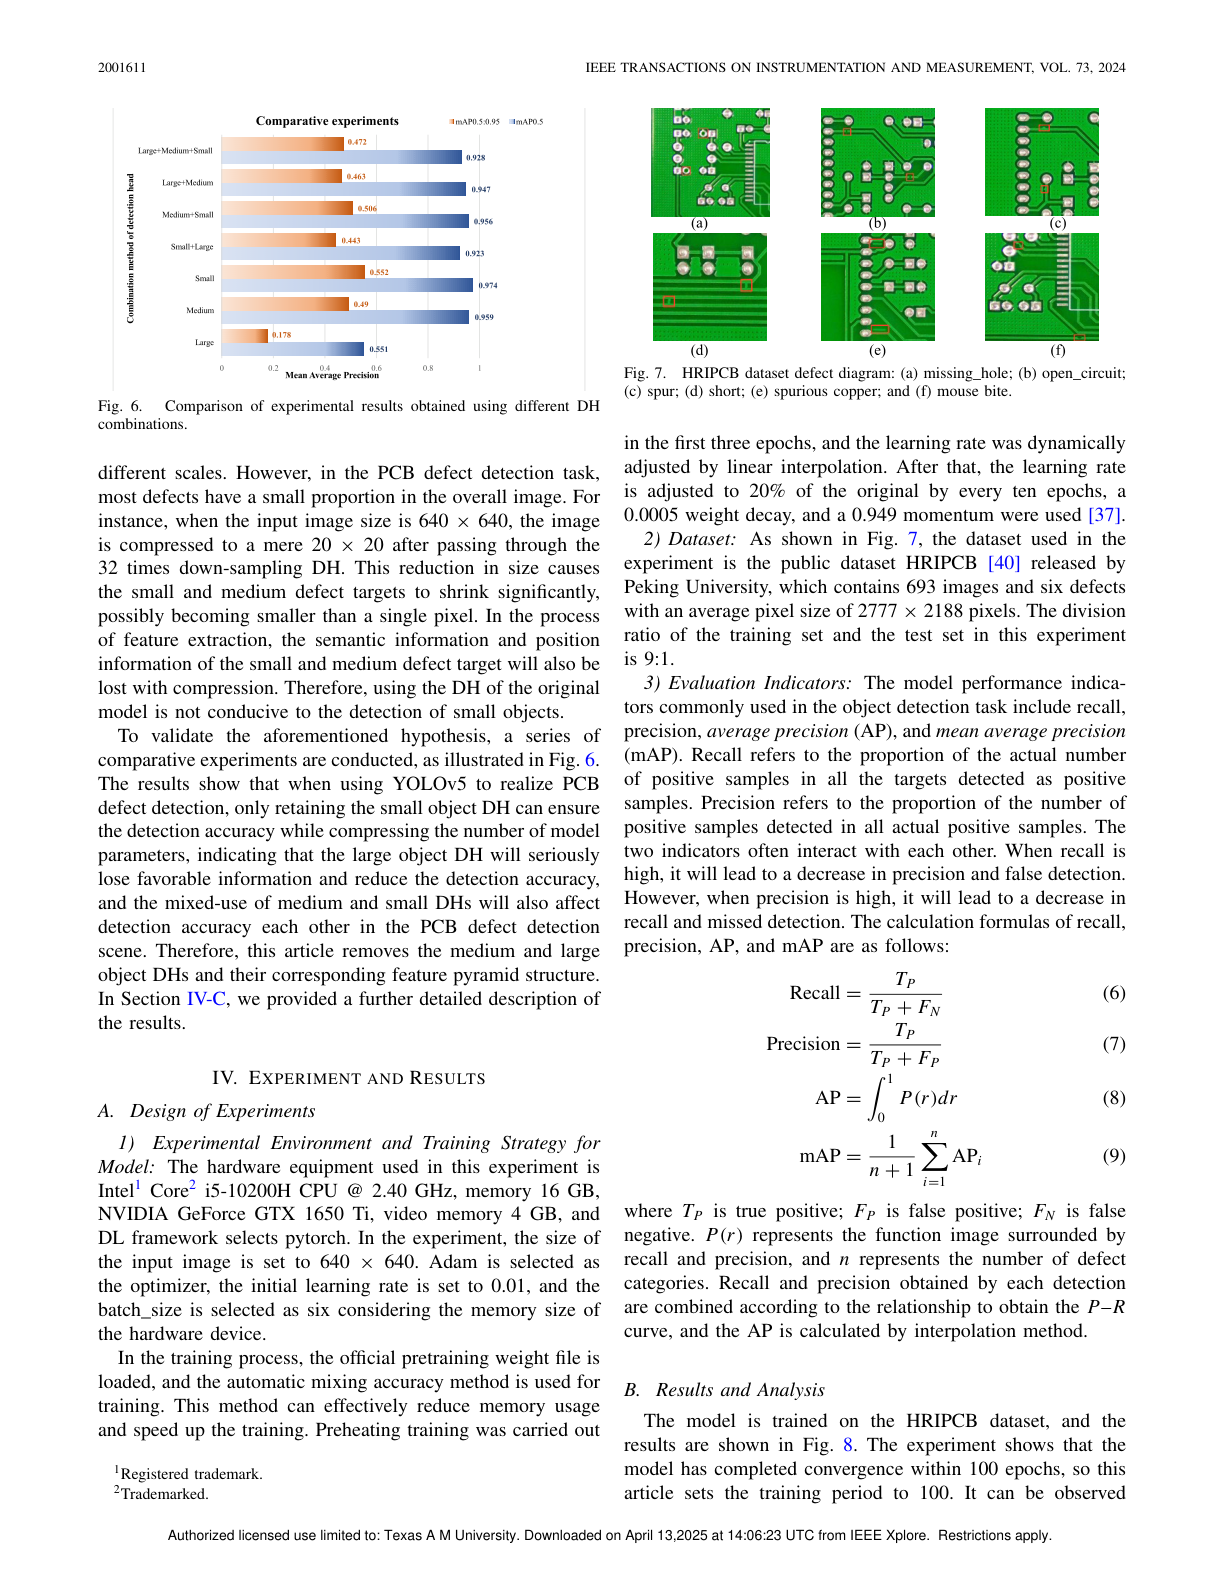 2001611
IEEE TRANSACTIONS ON INSTRUMENTATION AND MEASUREMENT, VOL. 73, 2024
Comparative experiments
mAP0.5:0.95 mAP0.5
Combination method of detection head
Large+Medium+Small
0.472
0.928
Large+Medium
0.463
0.947
Medium+Small
0.506
0.956
Small+Large
0.443
0.923
Small
0.552
0.974
Medium
0.49
0.959
Large
0.178
0.551
0 0.2 0.4 0.6 0.8 1
Mean Average Precision
Fig. 6. Comparison of experimental results obtained using different DH
combinations.
different scales. However, in the PCB defect detection task,
most defects have a small proportion in the overall image. For
instance, when the input image size is 640 × 640, the image
is compressed to a mere 20 × 20 after passing through the
32 times down-sampling DH. This reduction in size causes
the small and medium defect targets to shrink significantly,
possibly becoming smaller than a single pixel. In the process
of feature extraction, the semantic information and position
information of the small and medium defect target will also be
lost with compression. Therefore, using the DH of the original
model is not conducive to the detection of small objects.
To validate the aforementioned hypothesis, a series of
comparative experiments are conducted, as illustrated in Fig. 6.
The results show that when using YOLOv5 to realize PCB
defect detection, only retaining the small object DH can ensure
the detection accuracy while compressing the number of model
parameters, indicating that the large object DH will seriously
lose favorable information and reduce the detection accuracy,
and the mixed-use of medium and small DHs will also affect
detection accuracy each other in the PCB defect detection
scene. Therefore, this article removes the medium and large
object DHs and their corresponding feature pyramid structure.
In Section IV-C, we provided a further detailed description of
the results.
IV. EXPERIMENT AND RESULTS
A. Design of Experiments
1) Experimental Environment and Training Strategy for
Model: The hardware equipment used in this experiment is
Intel¹ Core² i5-10200H CPU @ 2.40 GHz, memory 16 GB,
NVIDIA GeForce GTX 1650 Ti, video memory 4 GB, and
DL framework selects pytorch. In the experiment, the size of
the input image is set to 640 × 640. Adam is selected as
the optimizer, the initial learning rate is set to 0.01, and the
batch_size is selected as six considering the memory size of
the hardware device.
In the training process, the official pretraining weight file is
loaded, and the automatic mixing accuracy method is used for
training. This method can effectively reduce memory usage
and speed up the training. Preheating training was carried out
¹Registered trademark.
²Trademarked.
(a) (b) (c)
(d) (e) (f)
Fig. 7. HRIPCB dataset defect diagram: (a) missing_hole; (b) open_circuit;
(c) spur; (d) short; (e) spurious copper; and (f) mouse bite.
in the first three epochs, and the learning rate was dynamically
adjusted by linear interpolation. After that, the learning rate
is adjusted to 20% of the original by every ten epochs, a
0.0005 weight decay, and a 0.949 momentum were used [37].
2) Dataset: As shown in Fig. 7, the dataset used in the
experiment is the public dataset HRIPCB [40] released by
Peking University, which contains 693 images and six defects
with an average pixel size of 2777 × 2188 pixels. The division
ratio of the training set and the test set in this experiment
is 9:1.
3) Evaluation Indicators: The model performance indica-
tors commonly used in the object detection task include recall,
precision, average precision (AP), and mean average precision
(mAP). Recall refers to the proportion of the actual number
of positive samples in all the targets detected as positive
samples. Precision refers to the proportion of the number of
positive samples detected in all actual positive samples. The
two indicators often interact with each other. When recall is
high, it will lead to a decrease in precision and false detection.
However, when precision is high, it will lead to a decrease in
recall and missed detection. The calculation formulas of recall,
precision, AP, and mAP are as follows:
Recall = T_P / (T_P + F_N) (6)
Precision = T_P / (T_P + F_P) (7)
AP = ∫₀¹ P(r)dr (8)
mAP = 1/(n + 1) ∑_{i=1}^{n} AP_i (9)
where T_P is true positive; F_P is false positive; F_N is false
negative. P(r) represents the function image surrounded by
recall and precision, and n represents the number of defect
categories. Recall and precision obtained by each detection
are combined according to the relationship to obtain the P–R
curve, and the AP is calculated by interpolation method.
B. Results and Analysis
The model is trained on the HRIPCB dataset, and the
results are shown in Fig. 8. The experiment shows that the
model has completed convergence within 100 epochs, so this
article sets the training period to 100. It can be observed
Authorized licensed use limited to: Texas A M University. Downloaded on April 13,2025 at 14:06:23 UTC from IEEE Xplore. Restrictions apply.